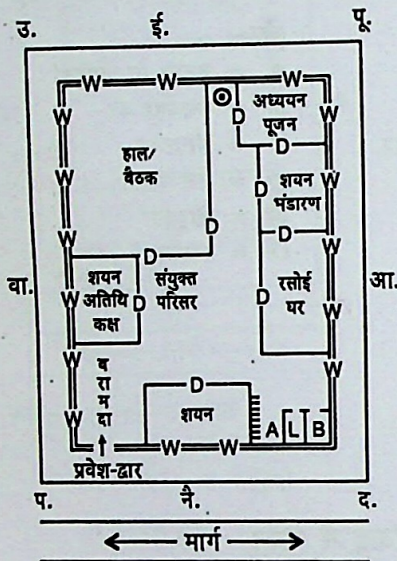 उ. ई. पू.
W W W
W अध्ययन W
D पूजन
हाल/ D
बैठक D शयन W
W भंडारण
W D D
D संयुक्त रसोई W
वा. शयन परिसर D घर आ.
W अतिथि D
कक्ष
W ब W
रा
म D
W दा शयन A L B
W W
प्रवेश-द्वार
प. नै. द.
मार्ग